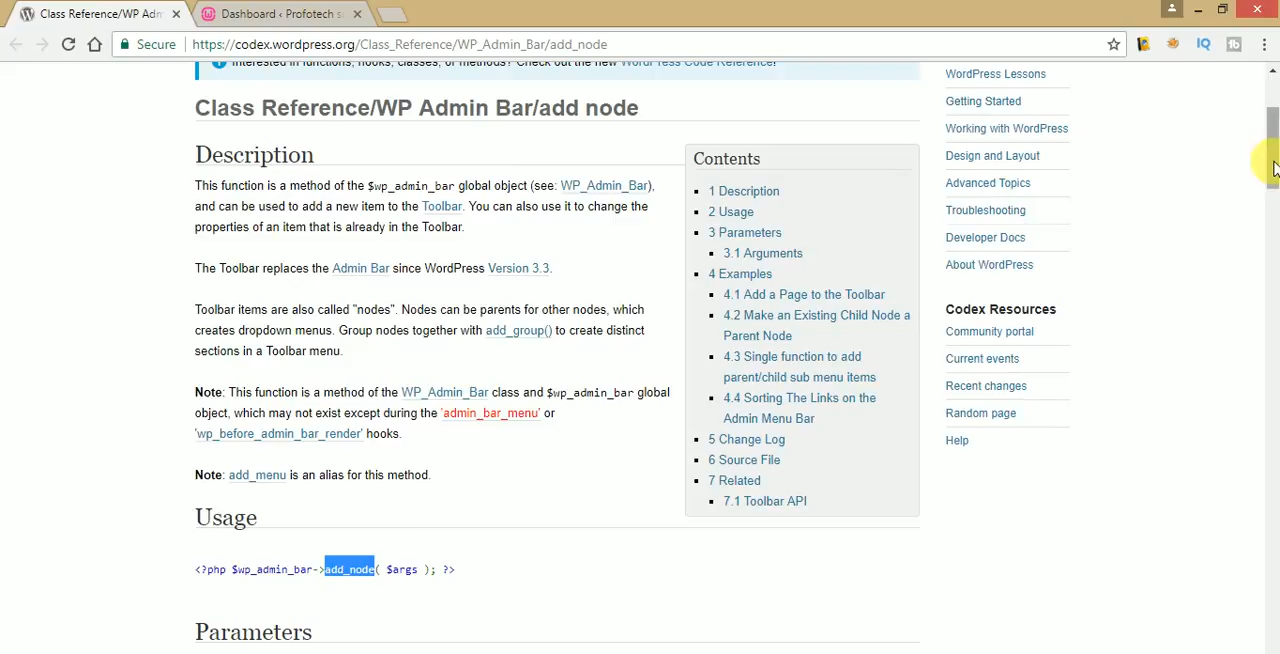 Class Reference/WP Adm
Dashboard ‹ Profotech s
Secure
https://codex.wordpress.org/Class_Reference/WP_Admin_Bar/add_node
Interested in functions, hooks, classes, or methods? Check out the new WordPress Code Reference!
Class Reference/WP Admin Bar/add node
Description
This function is a method of the $wp_admin_bar global object (see: WP_Admin_Bar),
and can be used to add a new item to the Toolbar. You can also use it to change the
properties of an item that is already in the Toolbar.
The Toolbar replaces the Admin Bar since WordPress Version 3.3.
Toolbar items are also called "nodes". Nodes can be parents for other nodes, which
creates dropdown menus. Group nodes together with add_group() to create distinct
sections in a Toolbar menu.
Note: This function is a method of the WP_Admin_Bar class and $wp_admin_bar global
object, which may not exist except during the 'admin_bar_menu' or
'wp_before_admin_bar_render' hooks.
Note: add_menu is an alias for this method.
Usage
<?php $wp_admin_bar->add_node( $args ); ?>
Parameters
Contents
1 Description
2 Usage
3 Parameters
3.1 Arguments
4 Examples
4.1 Add a Page to the Toolbar
4.2 Make an Existing Child Node a
Parent Node
4.3 Single function to add
parent/child sub menu items
4.4 Sorting The Links on the
Admin Menu Bar
5 Change Log
6 Source File
7 Related
7.1 Toolbar API
WordPress Lessons
Getting Started
Working with WordPress
Design and Layout
Advanced Topics
Troubleshooting
Developer Docs
About WordPress
Codex Resources
Community portal
Current events
Recent changes
Random page
Help